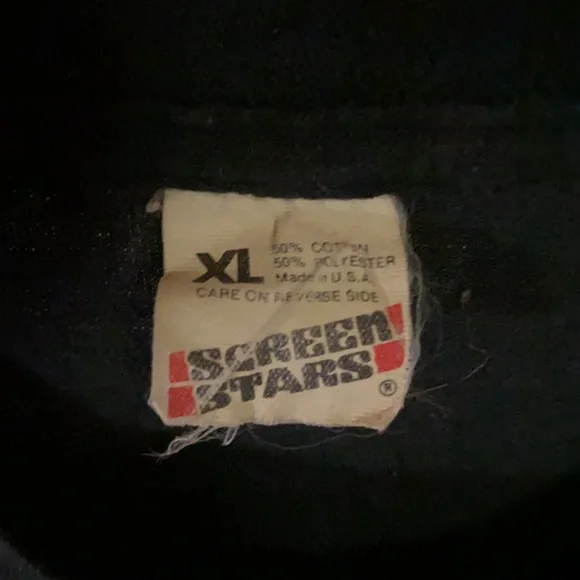 XL
50% COTTON
50% POLYESTER
Made in U.S.A.
CARE ON REVERSE SIDE
SCREEN
STARS ®